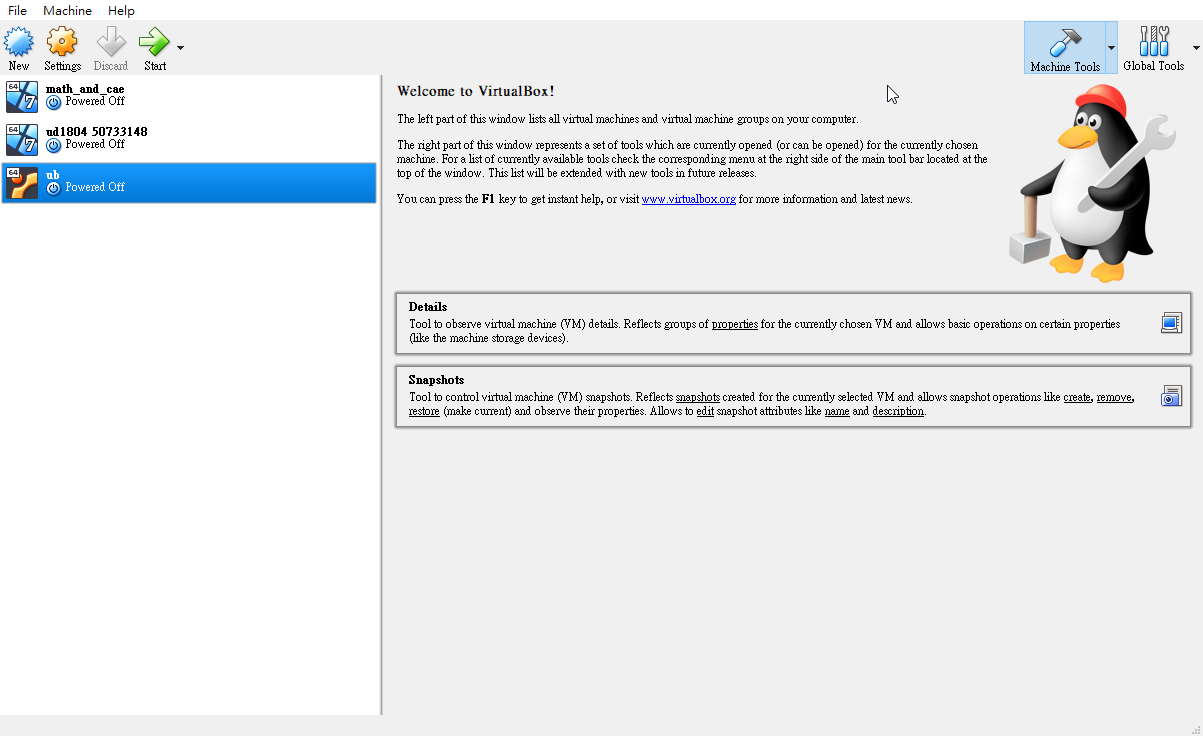 File Machine Help
New Settings Discard Start Machine Tools Global Tools
64 7 math_and_cae
Powered Off
64 7 ud1804 50733148
Powered Off
64 ub
Powered Off
Welcome to VirtualBox!
The left part of this window lists all virtual machines and virtual machine groups on your computer.
The right part of this window represents a set of tools which are currently opened (or can be opened) for the currently chosen
machine. For a list of currently available tools check the corresponding menu at the right side of the main tool bar located at the
top of the window. This list will be extended with new tools in future releases.
You can press the F1 key to get instant help, or visit www.virtualbox.org for more information and latest news.
Details
Tool to observe virtual machine (VM) details. Reflects groups of properties for the currently chosen VM and allows basic operations on certain properties
(like the machine storage devices).
Snapshots
Tool to control virtual machine (VM) snapshots. Reflects snapshots created for the currently selected VM and allows snapshot operations like create, remove,
restore (make current) and observe their properties. Allows to edit snapshot attributes like name and description.